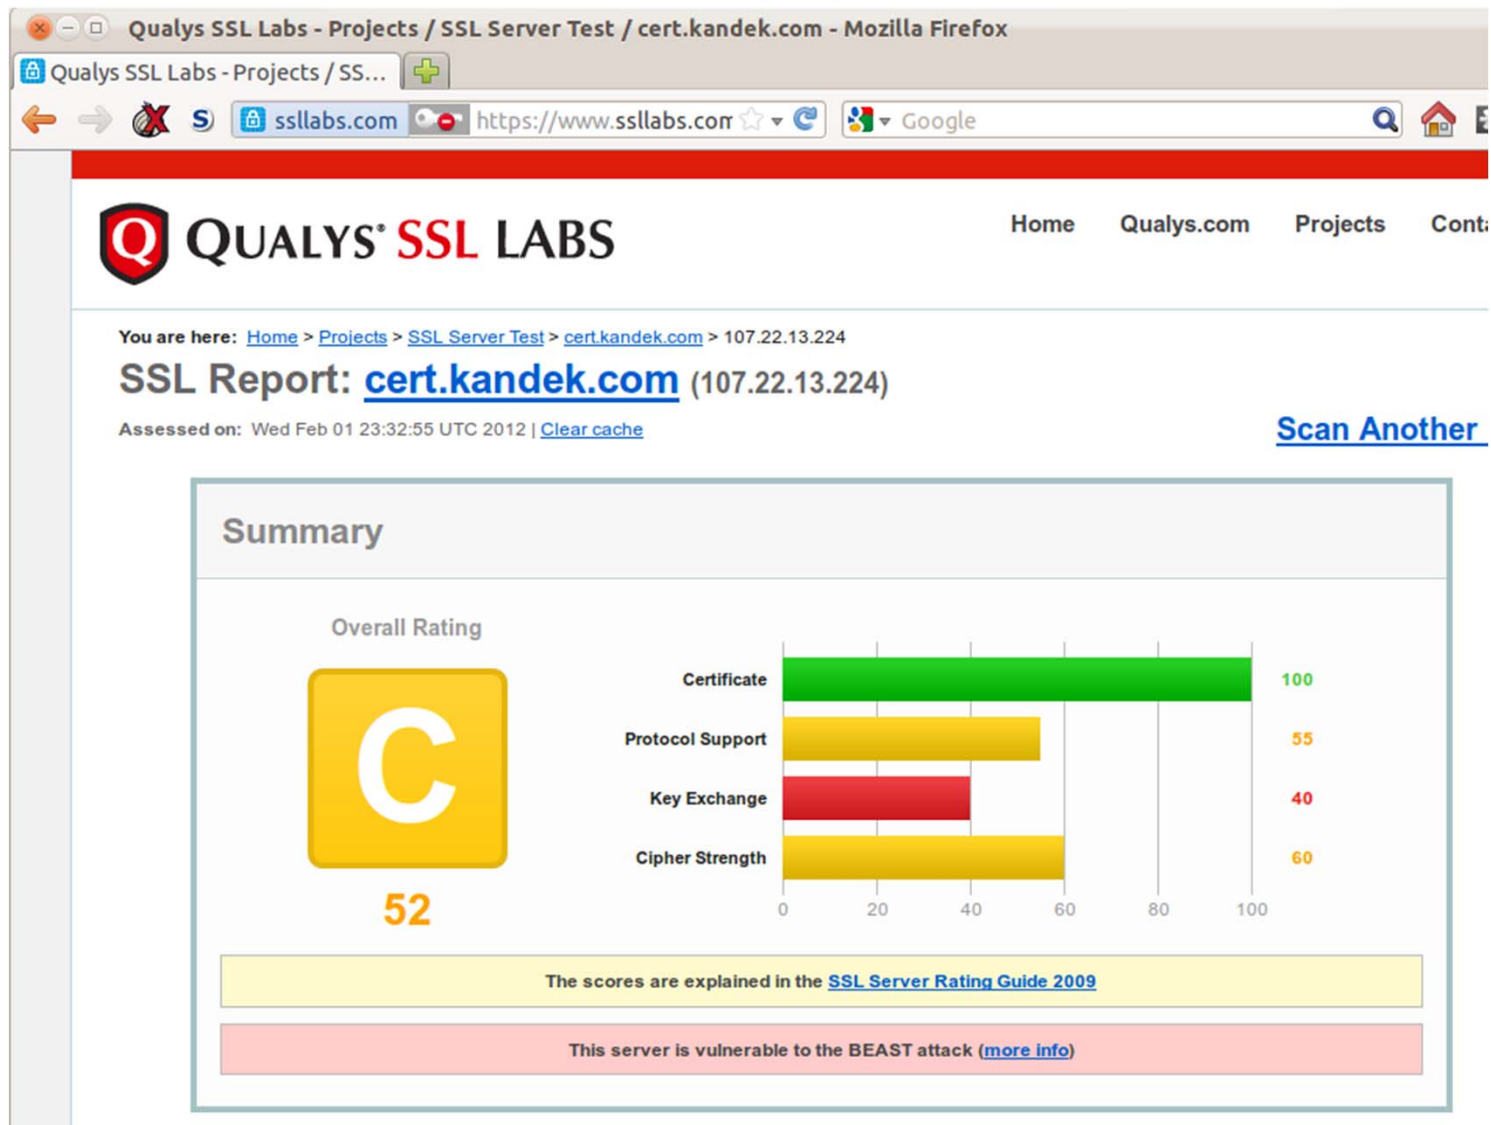 Qualys SSL Labs - Projects / SSL Server Test / cert.kandek.com - Mozilla Firefox
Qualys SSL Labs - Projects / SS...
S ssllabs.com https://www.ssllabs.com Google
QUALYS® SSL LABS
Home Qualys.com Projects Conta
You are here: Home > Projects > SSL Server Test > cert.kandek.com > 107.22.13.224
SSL Report: cert.kandek.com (107.22.13.224)
Assessed on: Wed Feb 01 23:32:55 UTC 2012 | Clear cache
Scan Another
Summary
Overall Rating
C
52
Certificate 100
Protocol Support 55
Key Exchange 40
Cipher Strength 60
0 20 40 60 80 100
The scores are explained in the SSL Server Rating Guide 2009
This server is vulnerable to the BEAST attack (more info)